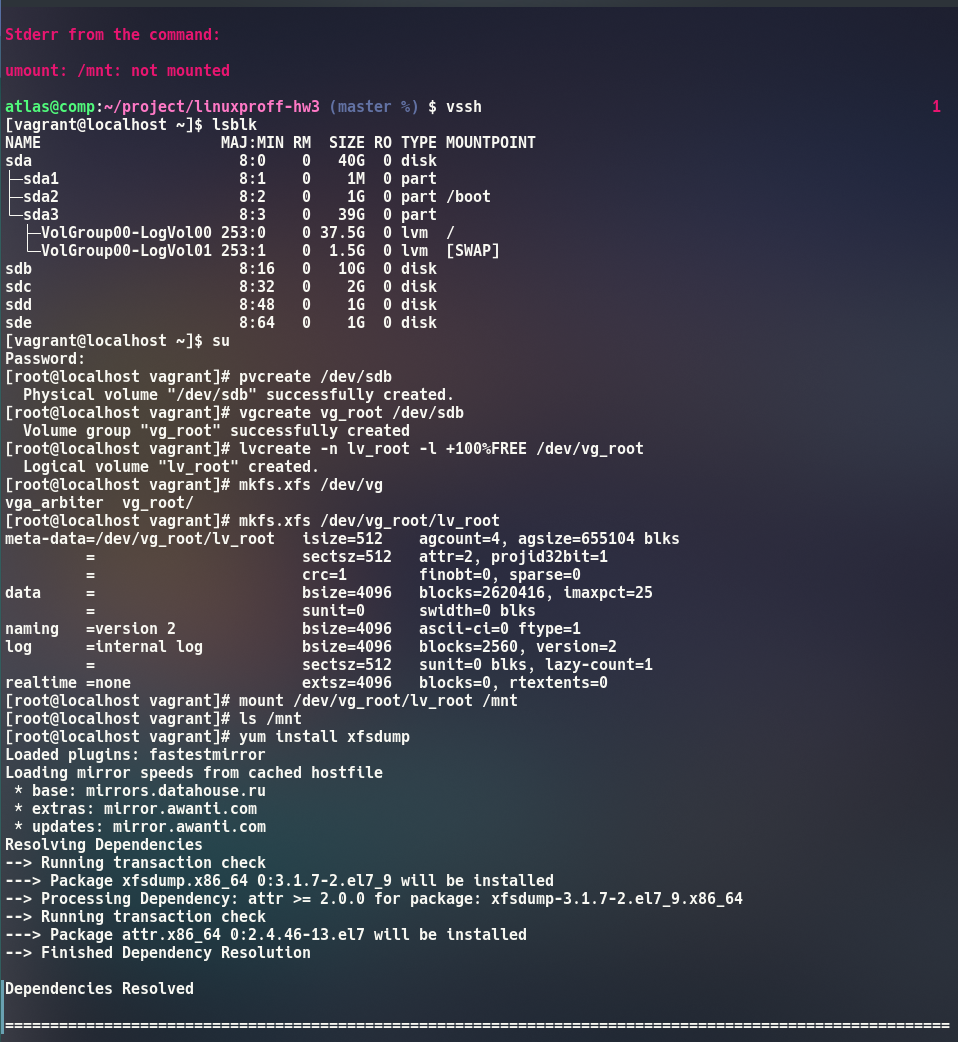 Stderr from the command:
umount: /mnt: not mounted
atlas@comp:~/project/linuxproff-hw3 (master %) $ vssh 1
[vagrant@localhost ~]$ lsblk
NAME                    MAJ:MIN RM  SIZE RO TYPE MOUNTPOINT
sda                       8:0    0   40G  0 disk
├─sda1                    8:1    0    1M  0 part
├─sda2                    8:2    0    1G  0 part /boot
└─sda3                    8:3    0   39G  0 part
  ├─VolGroup00-LogVol00 253:0    0 37.5G  0 lvm  /
  └─VolGroup00-LogVol01 253:1    0  1.5G  0 lvm  [SWAP]
sdb                       8:16   0   10G  0 disk
sdc                       8:32   0    2G  0 disk
sdd                       8:48   0    1G  0 disk
sde                       8:64   0    1G  0 disk
[vagrant@localhost ~]$ su
Password:
[root@localhost vagrant]# pvcreate /dev/sdb
  Physical volume "/dev/sdb" successfully created.
[root@localhost vagrant]# vgcreate vg_root /dev/sdb
  Volume group "vg_root" successfully created
[root@localhost vagrant]# lvcreate -n lv_root -l +100%FREE /dev/vg_root
  Logical volume "lv_root" created.
[root@localhost vagrant]# mkfs.xfs /dev/vg
vga_arbiter  vg_root/
[root@localhost vagrant]# mkfs.xfs /dev/vg_root/lv_root
meta-data=/dev/vg_root/lv_root   isize=512    agcount=4, agsize=655104 blks
         =                       sectsz=512   attr=2, projid32bit=1
         =                       crc=1        finobt=0, sparse=0
data     =                       bsize=4096   blocks=2620416, imaxpct=25
         =                       sunit=0      swidth=0 blks
naming   =version 2              bsize=4096   ascii-ci=0 ftype=1
log      =internal log           bsize=4096   blocks=2560, version=2
         =                       sectsz=512   sunit=0 blks, lazy-count=1
realtime =none                   extsz=4096   blocks=0, rtextents=0
[root@localhost vagrant]# mount /dev/vg_root/lv_root /mnt
[root@localhost vagrant]# ls /mnt
[root@localhost vagrant]# yum install xfsdump
Loaded plugins: fastestmirror
Loading mirror speeds from cached hostfile
 * base: mirrors.datahouse.ru
 * extras: mirror.awanti.com
 * updates: mirror.awanti.com
Resolving Dependencies
--> Running transaction check
---> Package xfsdump.x86_64 0:3.1.7-2.el7_9 will be installed
--> Processing Dependency: attr >= 2.0.0 for package: xfsdump-3.1.7-2.el7_9.x86_64
--> Running transaction check
---> Package attr.x86_64 0:2.4.46-13.el7 will be installed
--> Finished Dependency Resolution
Dependencies Resolved
=========================================================================================================